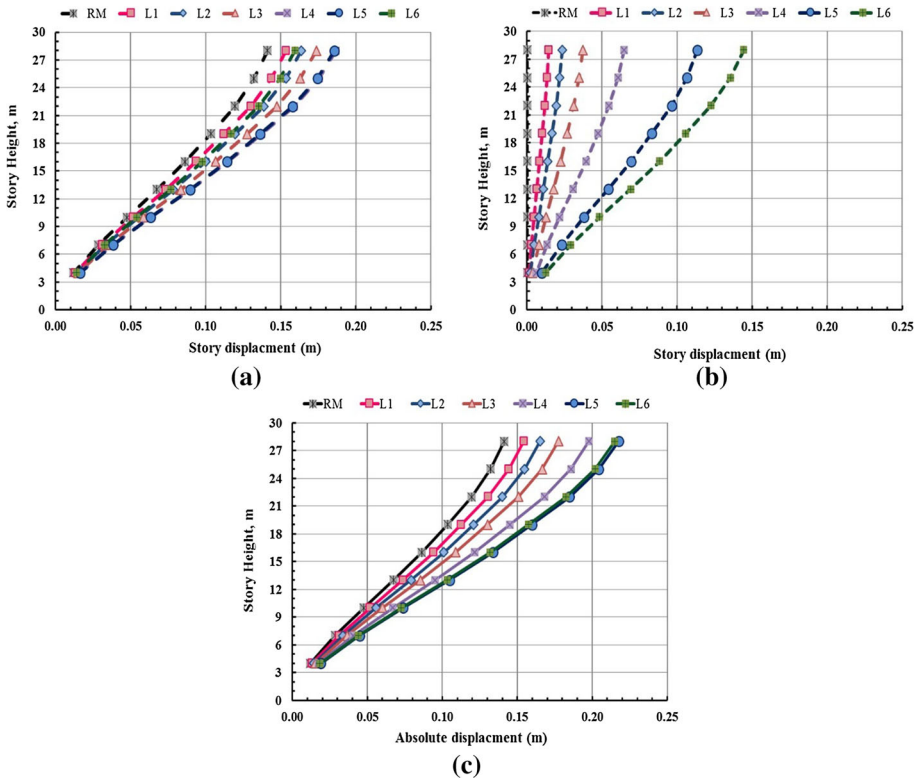 RM L1 L2 L3 L4 L5 L6
30
27
24
21
18
15
12
9
6
3
0
Story Height, m
0.00 0.05 0.10 0.15 0.20 0.25
Story displacment (m)
(a)
RM L1 L2 L3 L4 L5 L6
30
27
24
21
18
15
12
9
6
3
0
Story Height, m
0.00 0.05 0.10 0.15 0.20 0.25
Story displacment (m)
(b)
RM L1 L2 L3 L4 L5 L6
30
27
24
21
18
15
12
9
6
3
0
Story Height, m
0.00 0.05 0.10 0.15 0.20 0.25
Absolute displacment (m)
(c)